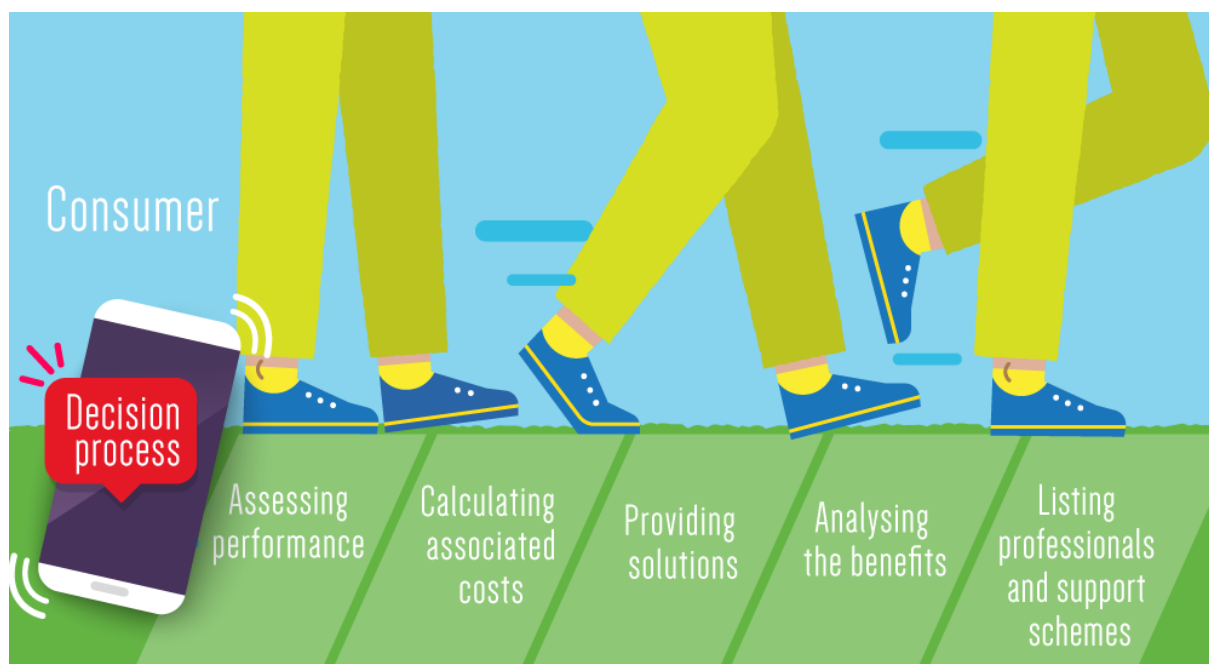 Consumer
Decision
process
Assessing
performance
Calculating
associated
costs
Providing
solutions
Analysing
the benefits
Listing
professionals
and support
schemes